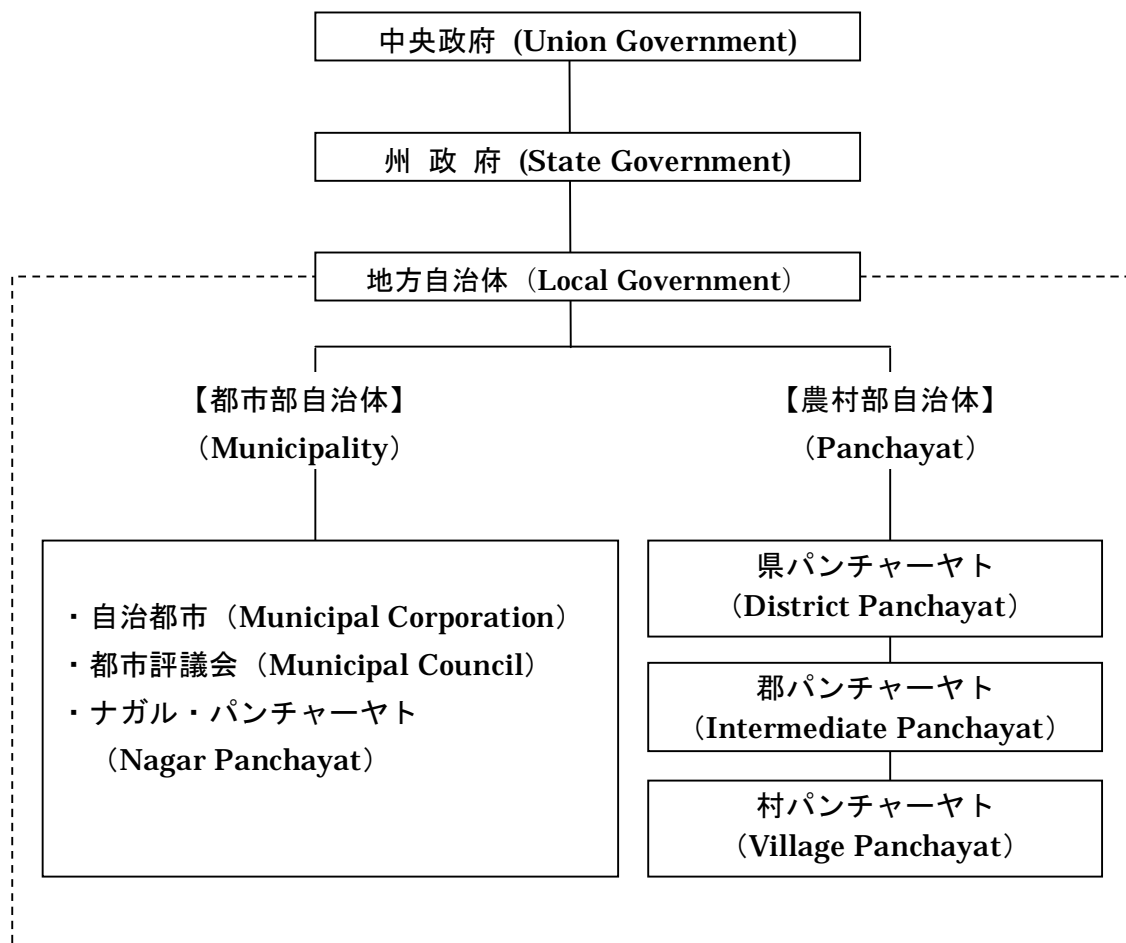 中央政府 (Union Government)
州 政 府 (State Government)
地方自治体（Local Government）
【都市部自治体】
（Municipality）
【農村部自治体】
（Panchayat）
・自治都市（Municipal Corporation）
・都市評議会（Municipal Council）
・ナガル・パンチャーヤト
（Nagar Panchayat）
県パンチャーヤト
（District Panchayat）
郡パンチャーヤト
（Intermediate Panchayat）
村パンチャーヤト
（Village Panchayat）